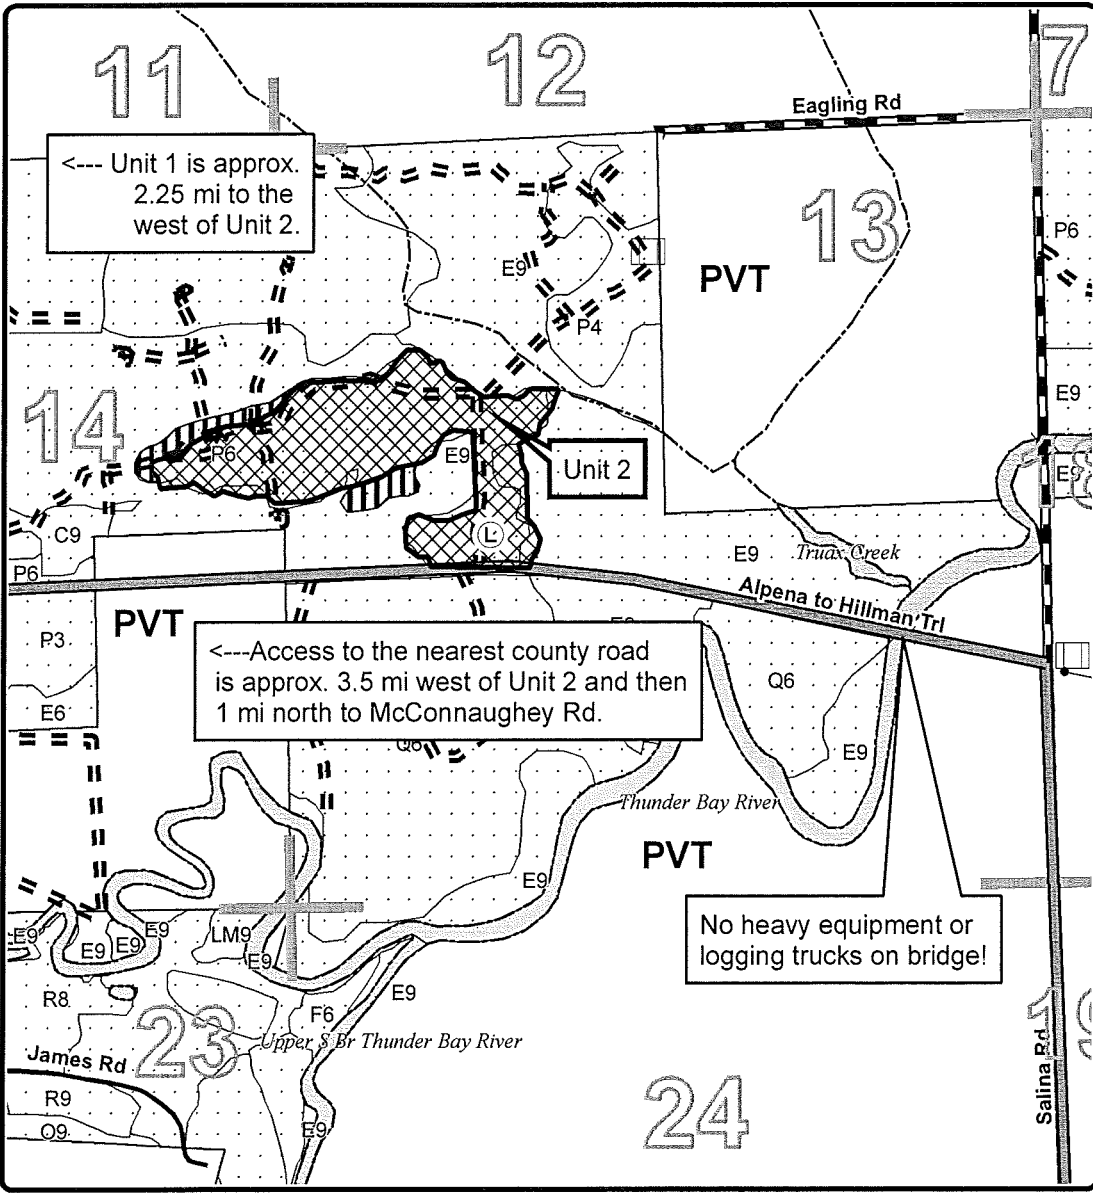 11
12
7
Eagling Rd
<--- Unit 1 is approx.
2.25 mi to the
west of Unit 2.
13
P6
E9
PVT
P4
E9
14
P6
E9
Unit 2
18
E9
C9
L
E9
Truax Creek
P6
Alpena to Hillman Trl
PVT
P3
<---Access to the nearest county road
is approx. 3.5 mi west of Unit 2 and then
1 mi north to McConnaughey Rd.
Q6
E6
Q6
E9
Thunder Bay River
PVT
E9
No heavy equipment or
logging trucks on bridge!
E9
E9
E9
E9
LM9
E9
R8
E9
F6
23
Upper S Br Thunder Bay River
James Rd
19
Salina Rd
R9
24
O9
E9